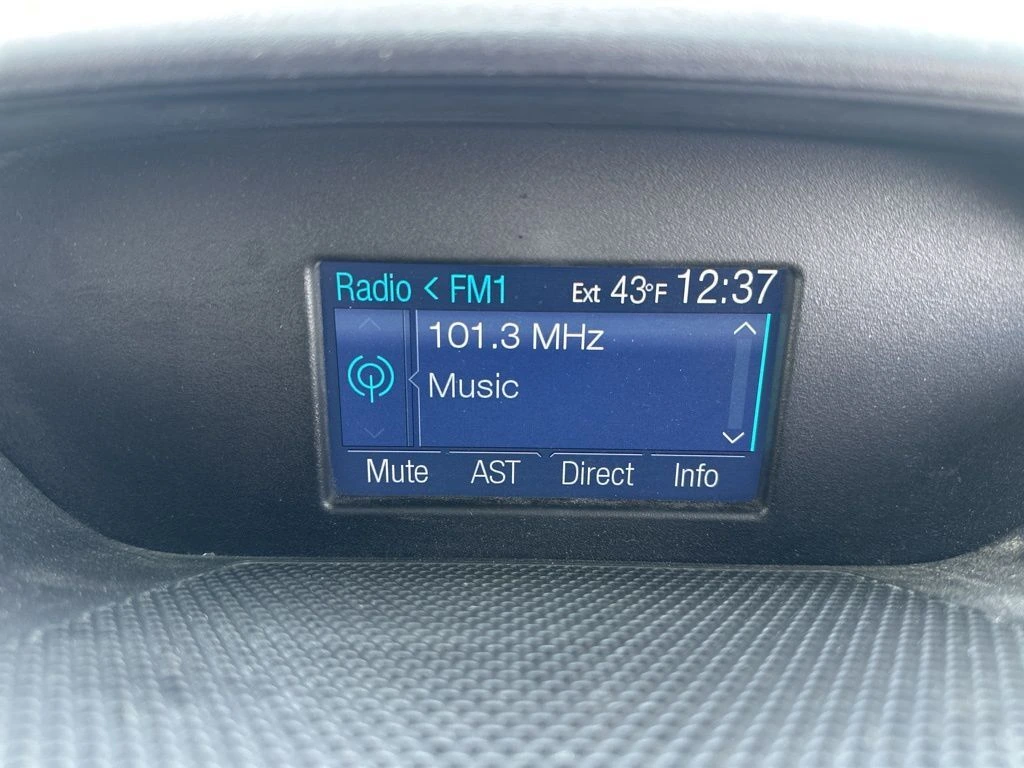 Radio < FM1 Ext 43°F 12:37
101.3 MHz
Music
Mute AST Direct Info